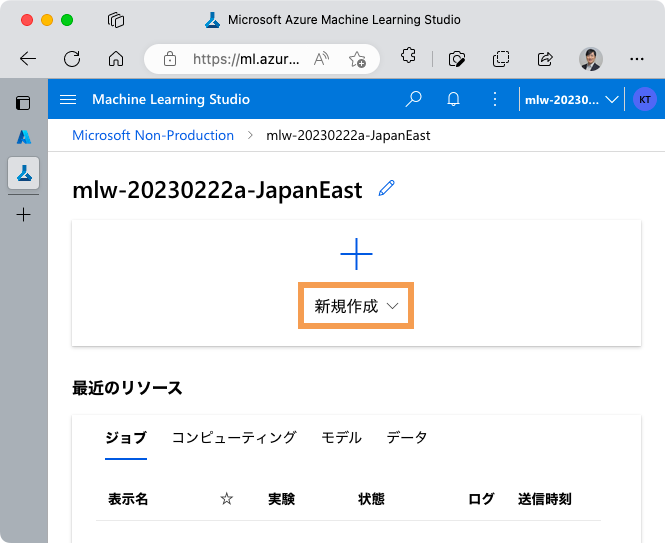 Microsoft Azure Machine Learning Studio
https://ml.azur...
Machine Learning Studio
mlw-20230...
KT
Microsoft Non-Production > mlw-20230222a-JapanEast
mlw-20230222a-JapanEast
新規作成
最近のリソース
ジョブ コンピューティング モデル データ
表示名 ☆ 実験 状態 ログ 送信時刻